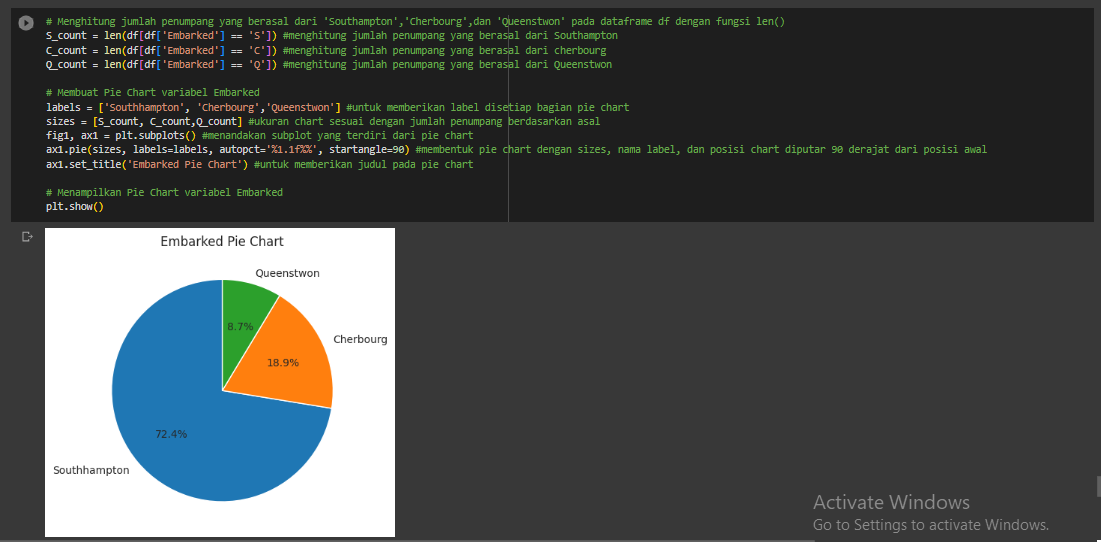 # Menghitung jumlah penumpang yang berasal dari 'Southampton','Cherbourg',dan 'Queenstwon' pada dataframe df dengan fungsi len()
S_count = len(df[df['Embarked'] == 'S']) #menghitung jumlah penumpang yang berasal dari Southampton
C_count = len(df[df['Embarked'] == 'C']) #menghitung jumlah penumpang yang berasal dari cherbourg
Q_count = len(df[df['Embarked'] == 'Q']) #menghitung jumlah penumpang yang berasal dari Queenstwon
# Membuat Pie Chart variabel Embarked
labels = ['Southhampton', 'Cherbourg','Queenstwon'] #untuk memberikan label disetiap bagian pie chart
sizes = [S_count, C_count,Q_count] #ukuran chart sesuai dengan jumlah penumpang berdasarkan asal
fig1, ax1 = plt.subplots() #menandakan subplot yang terdiri dari pie chart
ax1.pie(sizes, labels=labels, autopct='%1.1f%%', startangle=90) #membentuk pie chart dengan sizes, nama label, dan posisi chart diputar 90 derajat dari posisi awal
ax1.set_title('Embarked Pie Chart') #untuk memberikan judul pada pie chart
# Menampilkan Pie Chart variabel Embarked
plt.show()
Embarked Pie Chart
Queenstwon
8.7%
Cherbourg
18.9%
72.4%
Southhampton
Activate Windows
Go to Settings to activate Windows.